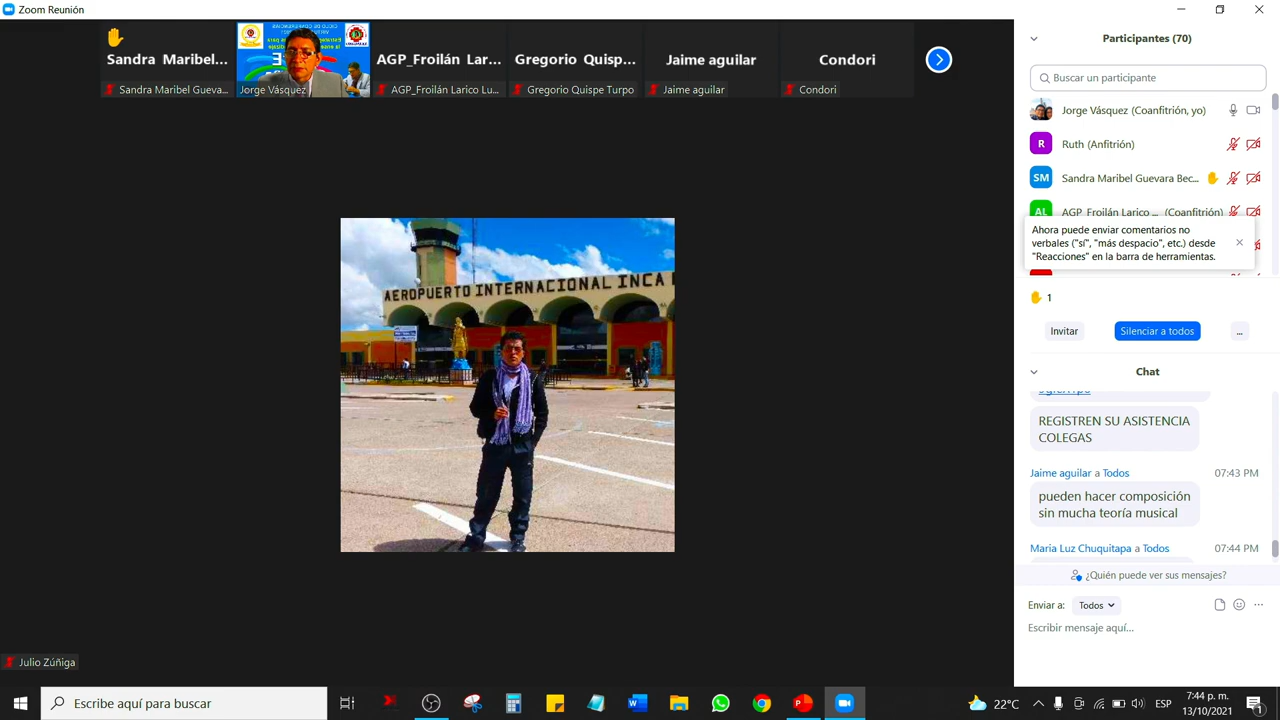 Zoom Reunión
Sandra Maribel...
Sandra Maribel Gueva...
Jorge Vásquez
AGP_Froilán Lar...
AGP_Froilán Larico Lu...
Gregorio Quisp...
Gregorio Quispe Turpo
Jaime aguilar
Jaime aguilar
Condori
Condori
AEROPUERTO INTERNACIONAL INCA
Julio Zúñiga
Participantes (70)
Buscar un participante
Jorge Vásquez (Coanfitrión, yo)
R
Ruth (Anfitrión)
SM
Sandra Maribel Guevara Bec...
AL
AGP_Froilán Larico ... (Coanfitrión)
Ahora puede enviar comentarios no
verbales ("sí", "más despacio", etc.) desde
"Reacciones" en la barra de herramientas.
1
Invitar
Silenciar a todos
...
Chat
REGISTREN SU ASISTENCIA
COLEGAS
Jaime aguilar a Todos
07:43 PM
pueden hacer composición
sin mucha teoría musical
Maria Luz Chuquitapa a Todos
07:44 PM
¿Quién puede ver sus mensajes?
Enviar a:
Todos
Escribir mensaje aquí...
Escribe aquí para buscar
22°C
ESP
7:44 p. m.
13/10/2021
1